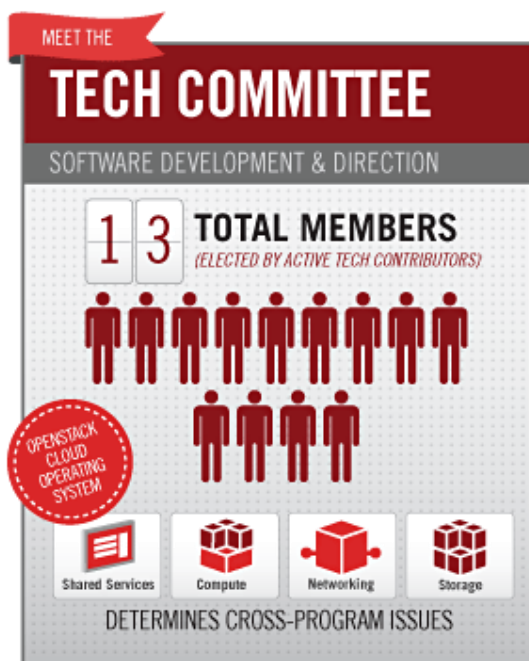 MEET THE
TECH COMMITTEE
SOFTWARE DEVELOPMENT & DIRECTION
13 TOTAL MEMBERS
(ELECTED BY ACTIVE TECH CONTRIBUTORS)
OPENSTACK
CLOUD
OPERATING
SYSTEM
Shared Services
Compute
Networking
Storage
DETERMINES CROSS-PROGRAM ISSUES